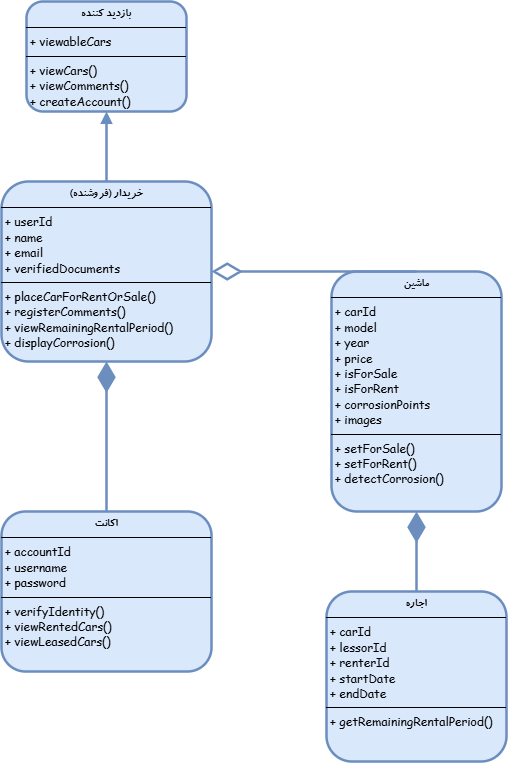 بازدید کننده
+ viewableCars
+ viewCars()
+ viewComments()
+ createAccount()
خریدار (فروشنده)
+ userId
+ name
+ email
+ verifiedDocuments
+ placeCarForRentOrSale()
+ registerComments()
+ viewRemainingRentalPeriod()
+ displayCorrosion()
ماشین
+ carId
+ model
+ year
+ price
+ isForSale
+ isForRent
+ corrosionPoints
+ images
+ setForSale()
+ setForRent()
+ detectCorrosion()
اکانت
+ accountId
+ username
+ password
+ verifyIdentity()
+ viewRentedCars()
+ viewLeasedCars()
اجاره
+ carId
+ lessorId
+ renterId
+ startDate
+ endDate
+ getRemainingRentalPeriod()